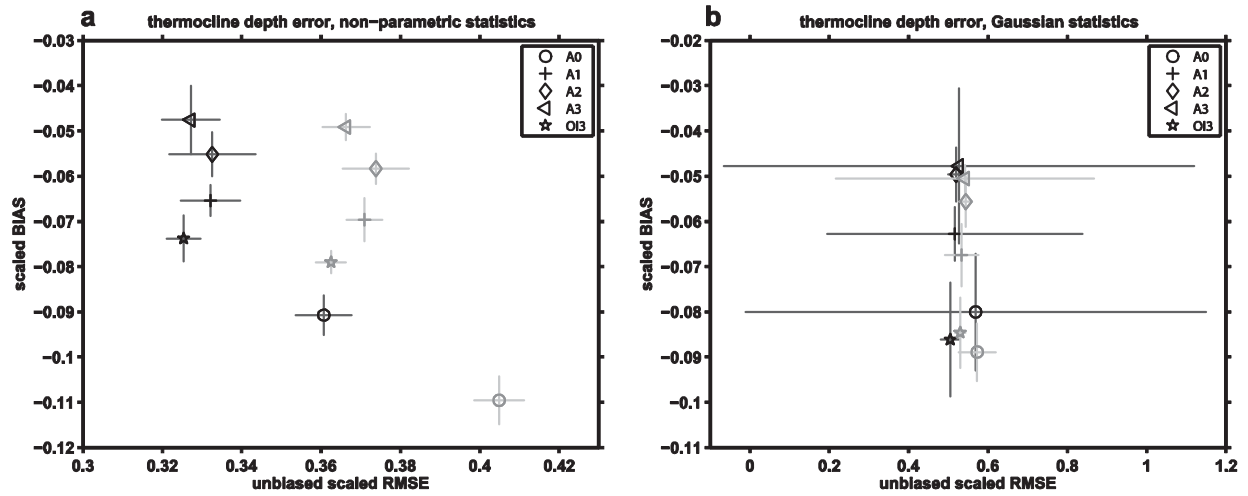 a
thermocline depth error, non−parametric statistics
−0.03
−0.04
−0.05
−0.06
−0.07
−0.08
−0.09
−0.1
−0.11
−0.12
scaled BIAS
A0
A1
A2
A3
OI3
0.3 0.32 0.34 0.36 0.38 0.4 0.42
unbiased scaled RMSE
b
thermocline depth error, Gaussian statistics
−0.02
−0.03
−0.04
−0.05
−0.06
−0.07
−0.08
−0.09
−0.1
−0.11
scaled BIAS
A0
A1
A2
A3
OI3
0 0.2 0.4 0.6 0.8 1 1.2
unbiased scaled RMSE